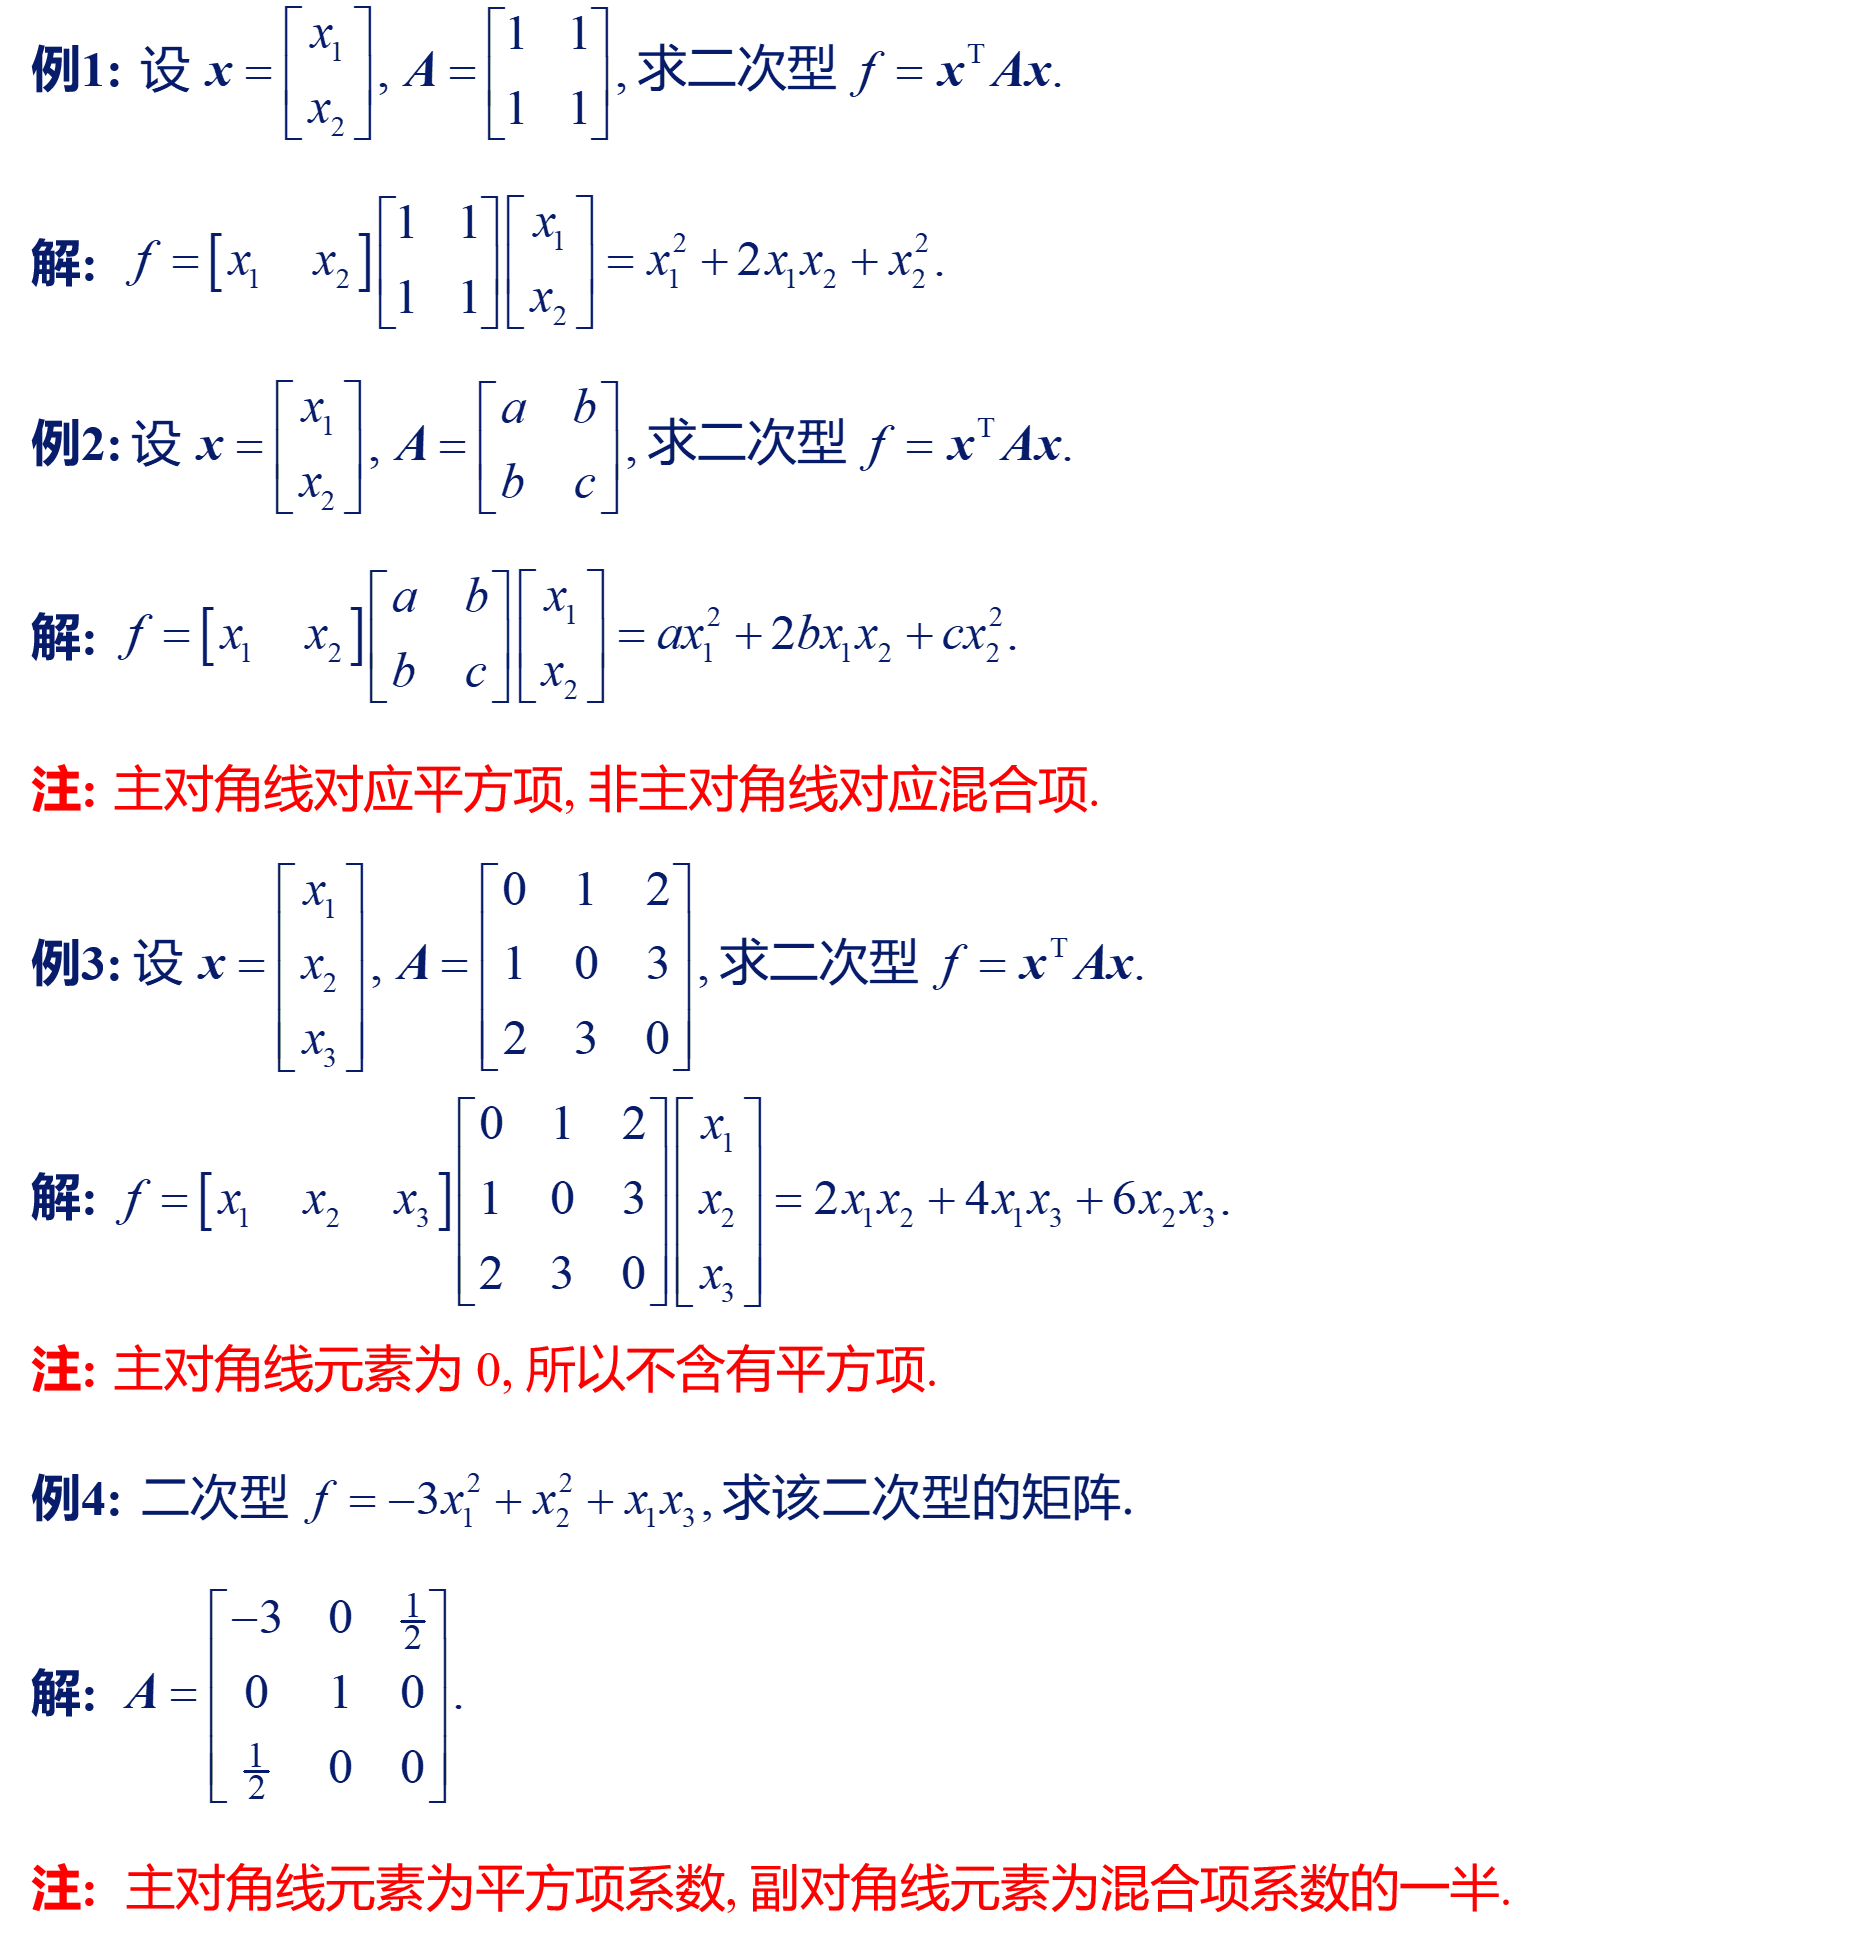 例1: 设 $\boldsymbol{x}=\begin{bmatrix} x_1 \\ x_2 \end{bmatrix}, \boldsymbol{A}=\begin{bmatrix} 1 & 1 \\ 1 & 1 \end{bmatrix}$, 求二次型 $f=\boldsymbol{x}^{\mathrm{T}}\boldsymbol{A}\boldsymbol{x}$.
解: $f=\begin{bmatrix} x_1 & x_2 \end{bmatrix}\begin{bmatrix} 1 & 1 \\ 1 & 1 \end{bmatrix}\begin{bmatrix} x_1 \\ x_2 \end{bmatrix}=x_1^2+2x_1x_2+x_2^2$.
例2: 设 $\boldsymbol{x}=\begin{bmatrix} x_1 \\ x_2 \end{bmatrix}, \boldsymbol{A}=\begin{bmatrix} a & b \\ b & c \end{bmatrix}$, 求二次型 $f=\boldsymbol{x}^{\mathrm{T}}\boldsymbol{A}\boldsymbol{x}$.
解: $f=\begin{bmatrix} x_1 & x_2 \end{bmatrix}\begin{bmatrix} a & b \\ b & c \end{bmatrix}\begin{bmatrix} x_1 \\ x_2 \end{bmatrix}=ax_1^2+2bx_1x_2+cx_2^2$.
注: 主对角线对应平方项, 非主对角线对应混合项.
例3: 设 $\boldsymbol{x}=\begin{bmatrix} x_1 \\ x_2 \\ x_3 \end{bmatrix}, \boldsymbol{A}=\begin{bmatrix} 0 & 1 & 2 \\ 1 & 0 & 3 \\ 2 & 3 & 0 \end{bmatrix}$, 求二次型 $f=\boldsymbol{x}^{\mathrm{T}}\boldsymbol{A}\boldsymbol{x}$.
解: $f=\begin{bmatrix} x_1 & x_2 & x_3 \end{bmatrix}\begin{bmatrix} 0 & 1 & 2 \\ 1 & 0 & 3 \\ 2 & 3 & 0 \end{bmatrix}\begin{bmatrix} x_1 \\ x_2 \\ x_3 \end{bmatrix}=2x_1x_2+4x_1x_3+6x_2x_3$.
注: 主对角线元素为 0, 所以不含有平方项.
例4: 二次型 $f=-3x_1^2+x_2^2+x_1x_3$, 求该二次型的矩阵.
解: $\boldsymbol{A}=\begin{bmatrix} -3 & 0 & \frac{1}{2} \\ 0 & 1 & 0 \\ \frac{1}{2} & 0 & 0 \end{bmatrix}$.
注: 主对角线元素为平方项系数, 副对角线元素为混合项系数的一半.